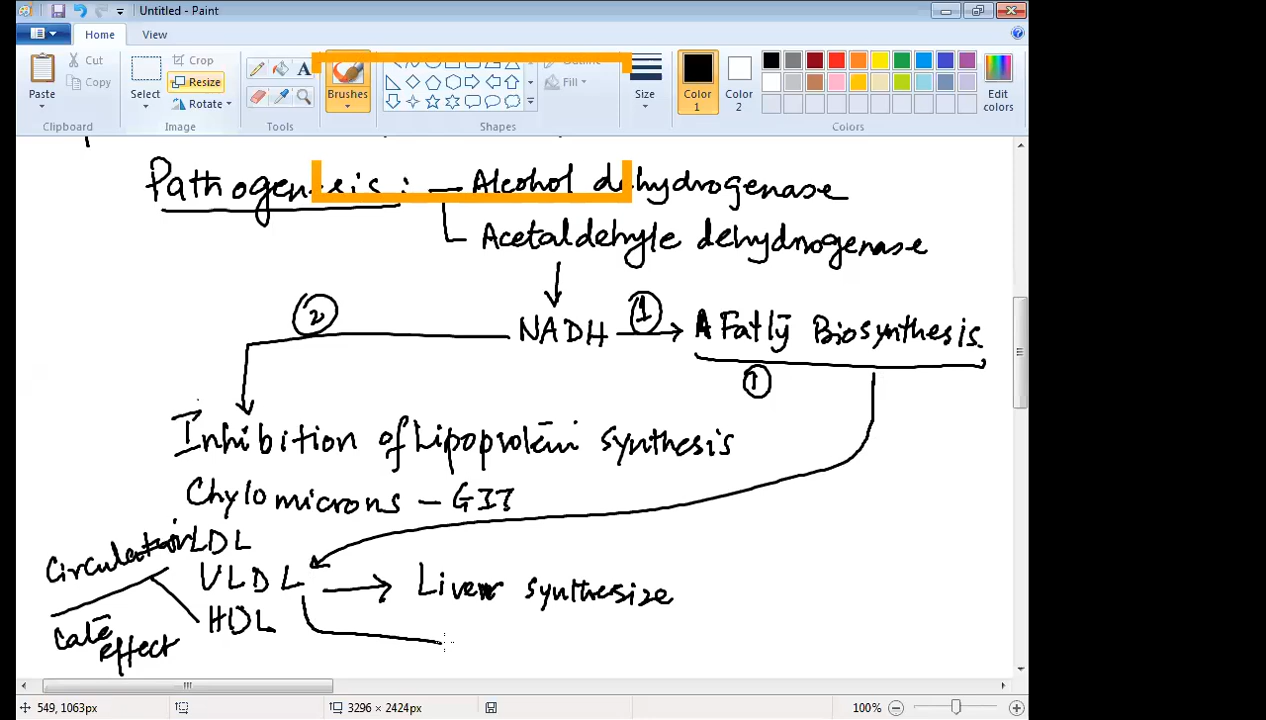 Untitled - Paint
Home View
Cut
Copy
Paste
Clipboard
Crop
Resize
Rotate
Select
Image
A
Tools
Brushes
Outline
Fill
Shapes
Size
Color 1
Color 2
Edit colors
Colors
Pathogenesis : — Alcohol dehydrogenase
Acetaldehyle dehydrogenase
② NADH ① → Fatty Biosynthesis.
↑
Inhibition of Lipoprotein synthesis
Chylomicrons – GIT
Circulation LDL
VLDL → Liver synthesize
HDL
Late effect
549, 1063px 3296 × 2424px 100%